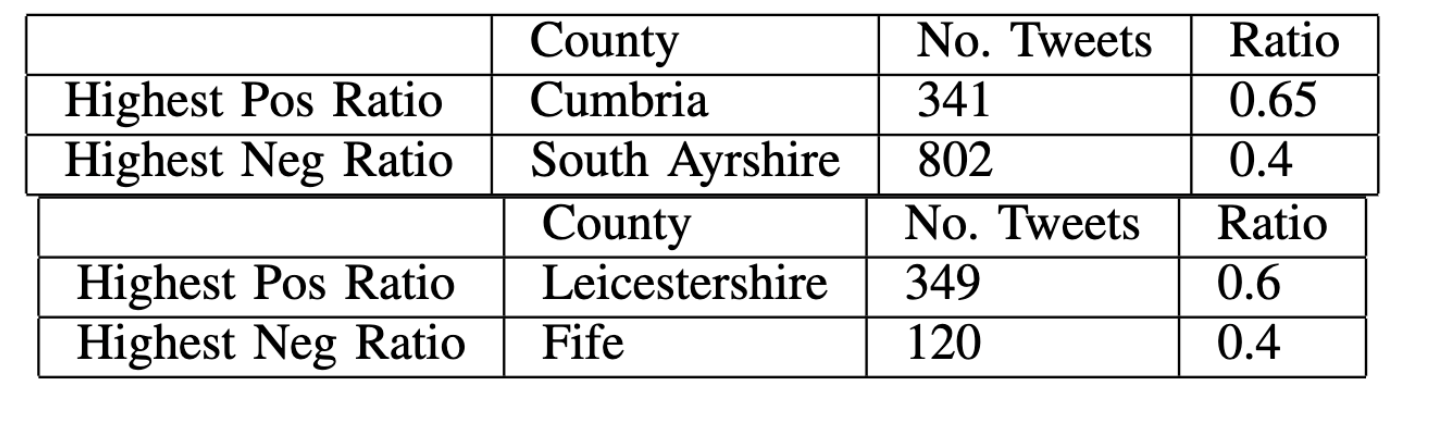 County No. Tweets Ratio
Highest Pos Ratio Cumbria 341 0.65
Highest Neg Ratio South Ayrshire 802 0.4
County No. Tweets Ratio
Highest Pos Ratio Leicestershire 349 0.6
Highest Neg Ratio Fife 120 0.4